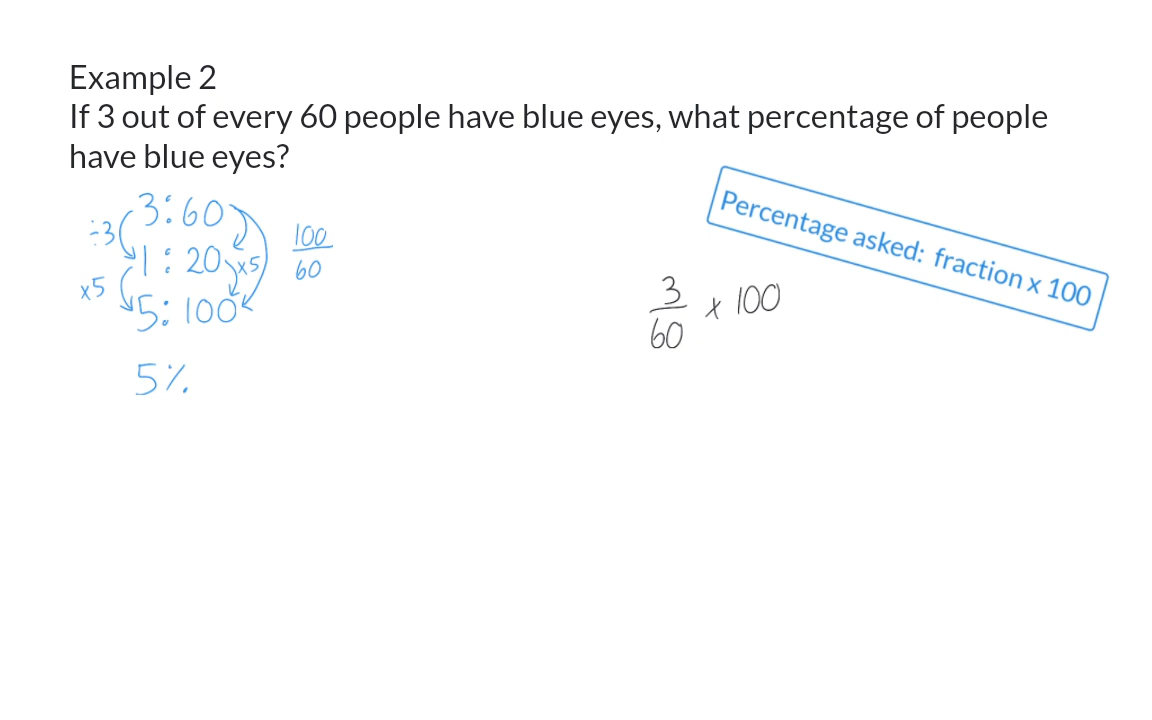 Example 2
If 3 out of every 60 people have blue eyes, what percentage of people
have blue eyes?
Percentage asked: fraction x 100
3:60
÷3
1:20
x5
x5
5:100
5%
100
60
3
60
x 100